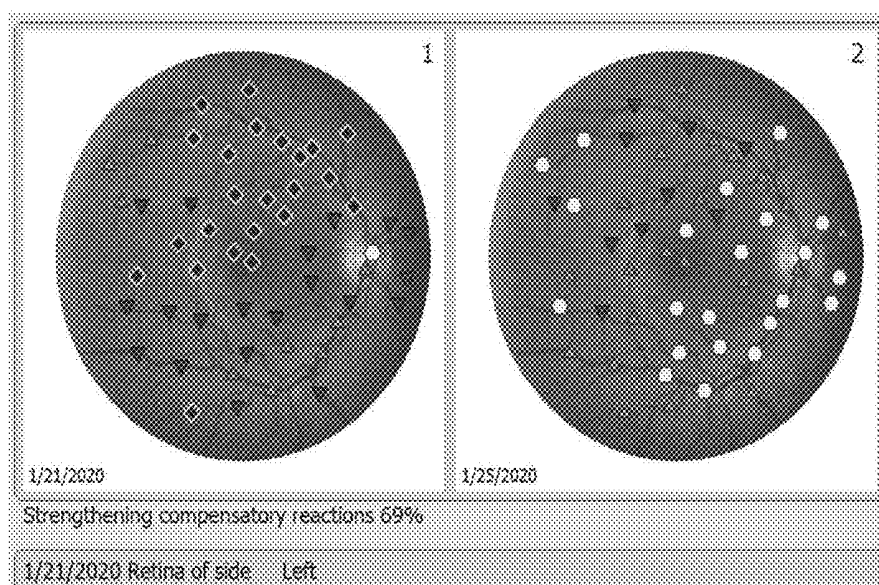 1
2
1/21/2020
1/25/2020
Strengthening compensatory reactions 69%
1/21/2020 Retina of side Left